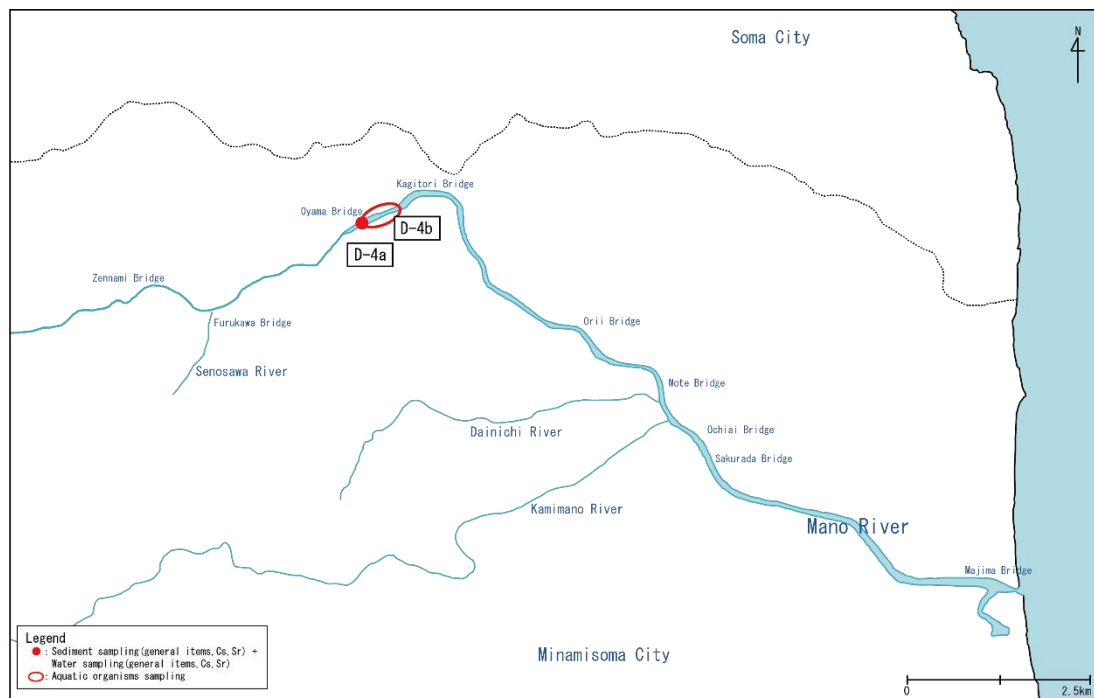 Soma City
N
4
Kagitori Bridge
Oyama Bridge
D-4b
D-4a
Zennami Bridge
Furukawa Bridge
Orii Bridge
Senosawa River
Mote Bridge
Dainichi River
Ochiai Bridge
Sakurada Bridge
Kamimano River
Mano River
Majima Bridge
Legend
: Sediment sampling(general items,Cs,Sr) +
Water sampling(general items,Cs,Sr)
: Aquatic organisms sampling
Minamisoma City
0
2.5km